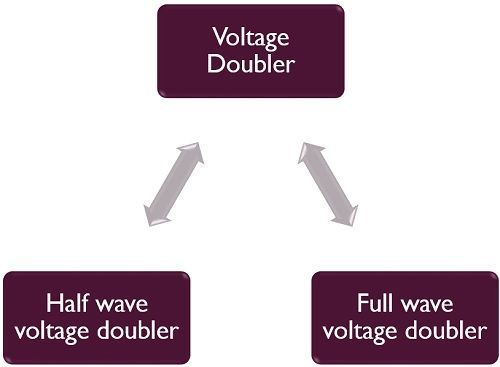 Voltage
Doubler
Half wave
voltage doubler
Full wave
voltage doubler